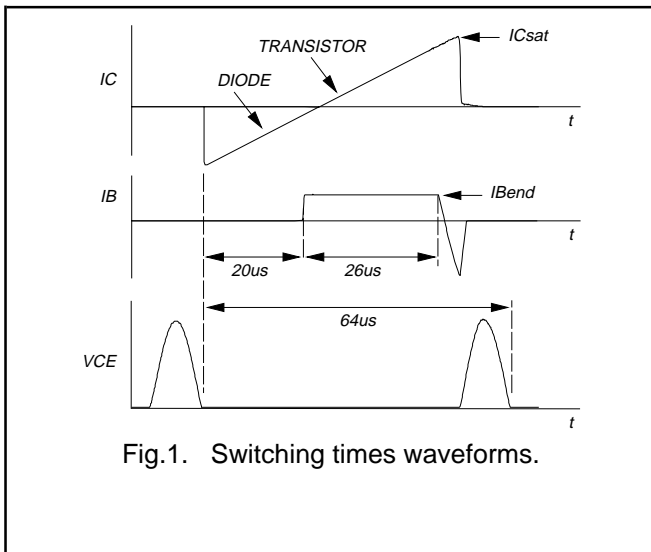 ICsat
TRANSISTOR
IC
DIODE
t
IB
IBend
t
20us
26us
64us
VCE
t
Fig.1. Switching times waveforms.